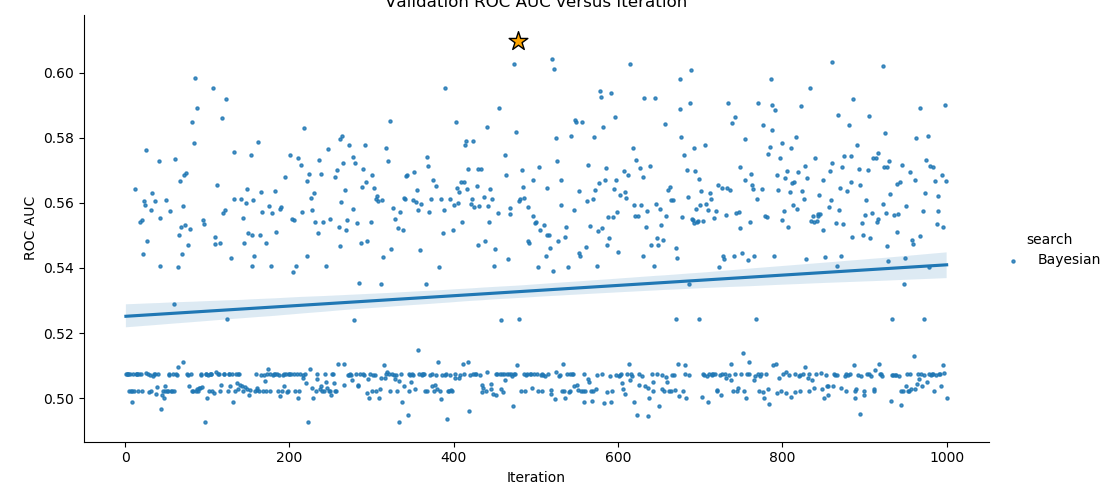 Validation ROC AUC versus Iteration
0.60
0.58
0.56
0.54
0.52
0.50
ROC AUC
0
200
400
600
800
1000
Iteration
search
Bayesian